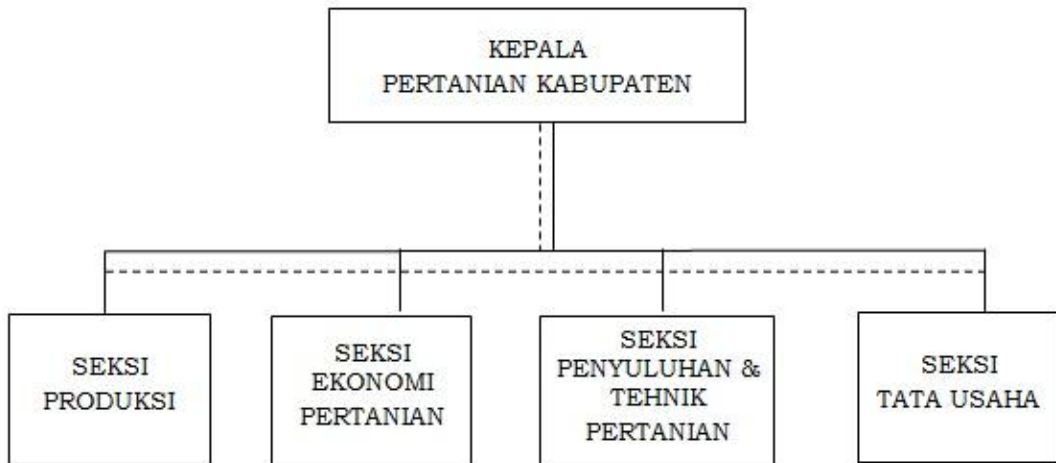 KEPALA
PERTANIAN KABUPATEN
SEKSI
PRODUKSI
SEKSI
EKONOMI
PERTANIAN
SEKSI
PENYULUHAN &
TEHNIK
PERTANIAN
SEKSI
TATA USAHA